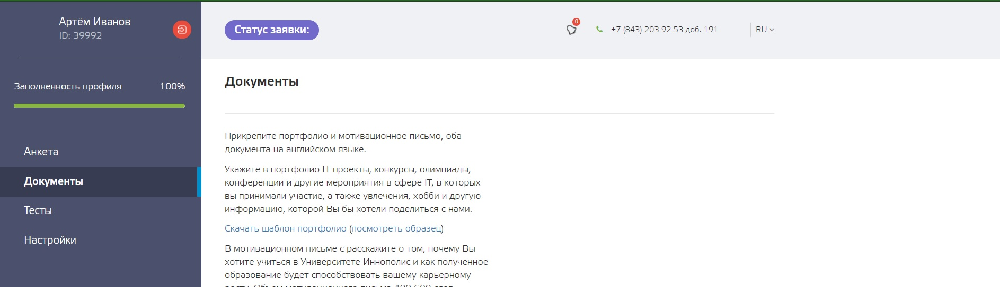 Артём Иванов
ID: 39992
Заполненность профиля 100%
Анкета
Документы
Тесты
Настройки
Статус заявки:
0
+7 (843) 203-92-53 доб. 191
RU
Документы
Прикрепите портфолио и мотивационное письмо, оба
документа на английском языке.
Укажите в портфолио IT проекты, конкурсы, олимпиады,
конференции и другие мероприятия в сфере IT, в которых
вы принимали участие, а также увлечения, хобби и другую
информацию, которой Вы бы хотели поделиться с нами.
Скачать шаблон портфолио (посмотреть образец)
В мотивационном письме с расскажите о том, почему Вы
хотите учиться в Университете Иннополис и как полученное
образование будет способствовать вашему карьерному